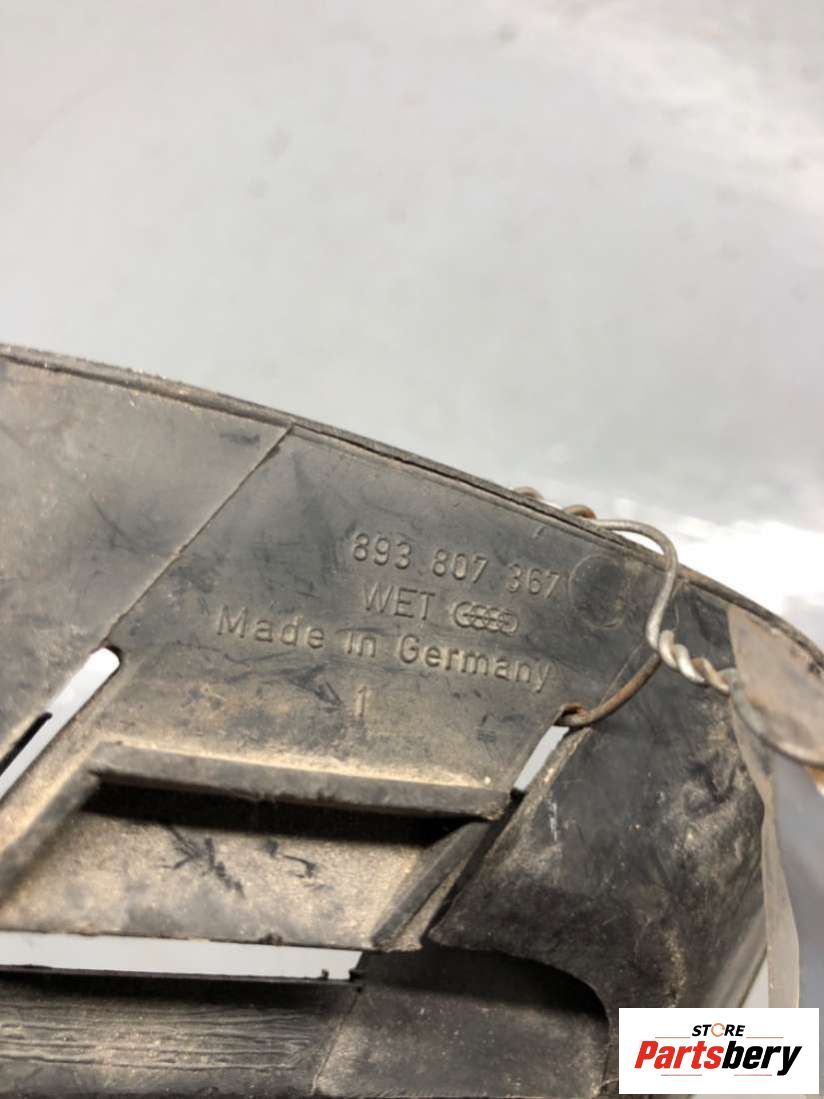 893 807 367
WET
Made in Germany
1
STORE
Partsbery